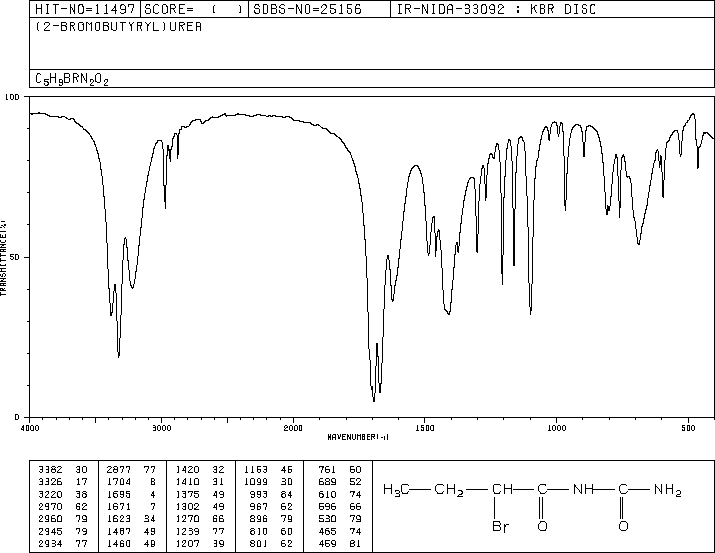 HIT-NO=11497 SCORE= ( ) SDBS-NO=25156 IR-NIDA-33092 : KBR DISC
(2-BROMOBUTYRYL)UREA
C5H9BRN2O2
100
50
0
TRANSMITTANCE(%)
4000 3000 2000 1500 1000 500
WAVENUMBER(-1)
3382 30 2877 77 1420 32 1163 46 761 60
3326 17 1704 8 1410 31 1099 30 689 52
3220 38 1695 4 1375 49 993 84 610 74
2970 62 1671 7 1302 49 967 62 596 66
2960 79 1623 34 1270 66 896 79 530 79
2945 79 1487 49 1239 77 810 60 465 74
2934 77 1460 49 1207 39 801 62 459 81
H3C CH2 CH C NH C NH2
Br O O